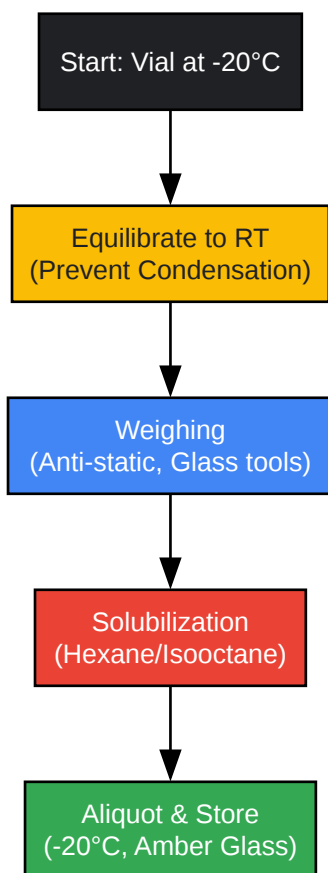 Start: Vial at -20°C
Equilibrate to RT
(Prevent Condensation)
Weighing
(Anti-static, Glass tools)
Solubilization
(Hexane/Isooctane)
Aliquot & Store
(-20°C, Amber Glass)